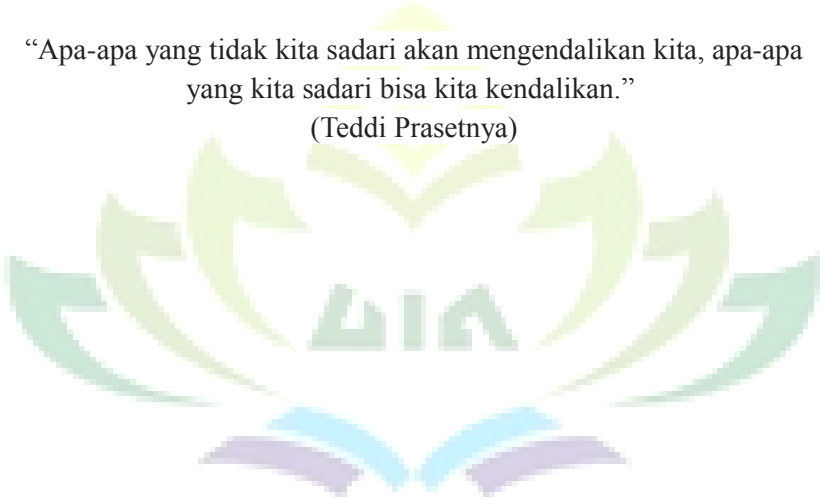 “Apa-apa yang tidak kita sadari akan mengendalikan kita, apa-apa
yang kita sadari bisa kita kendalikan.”
(Teddi Prasetnya)
UIN